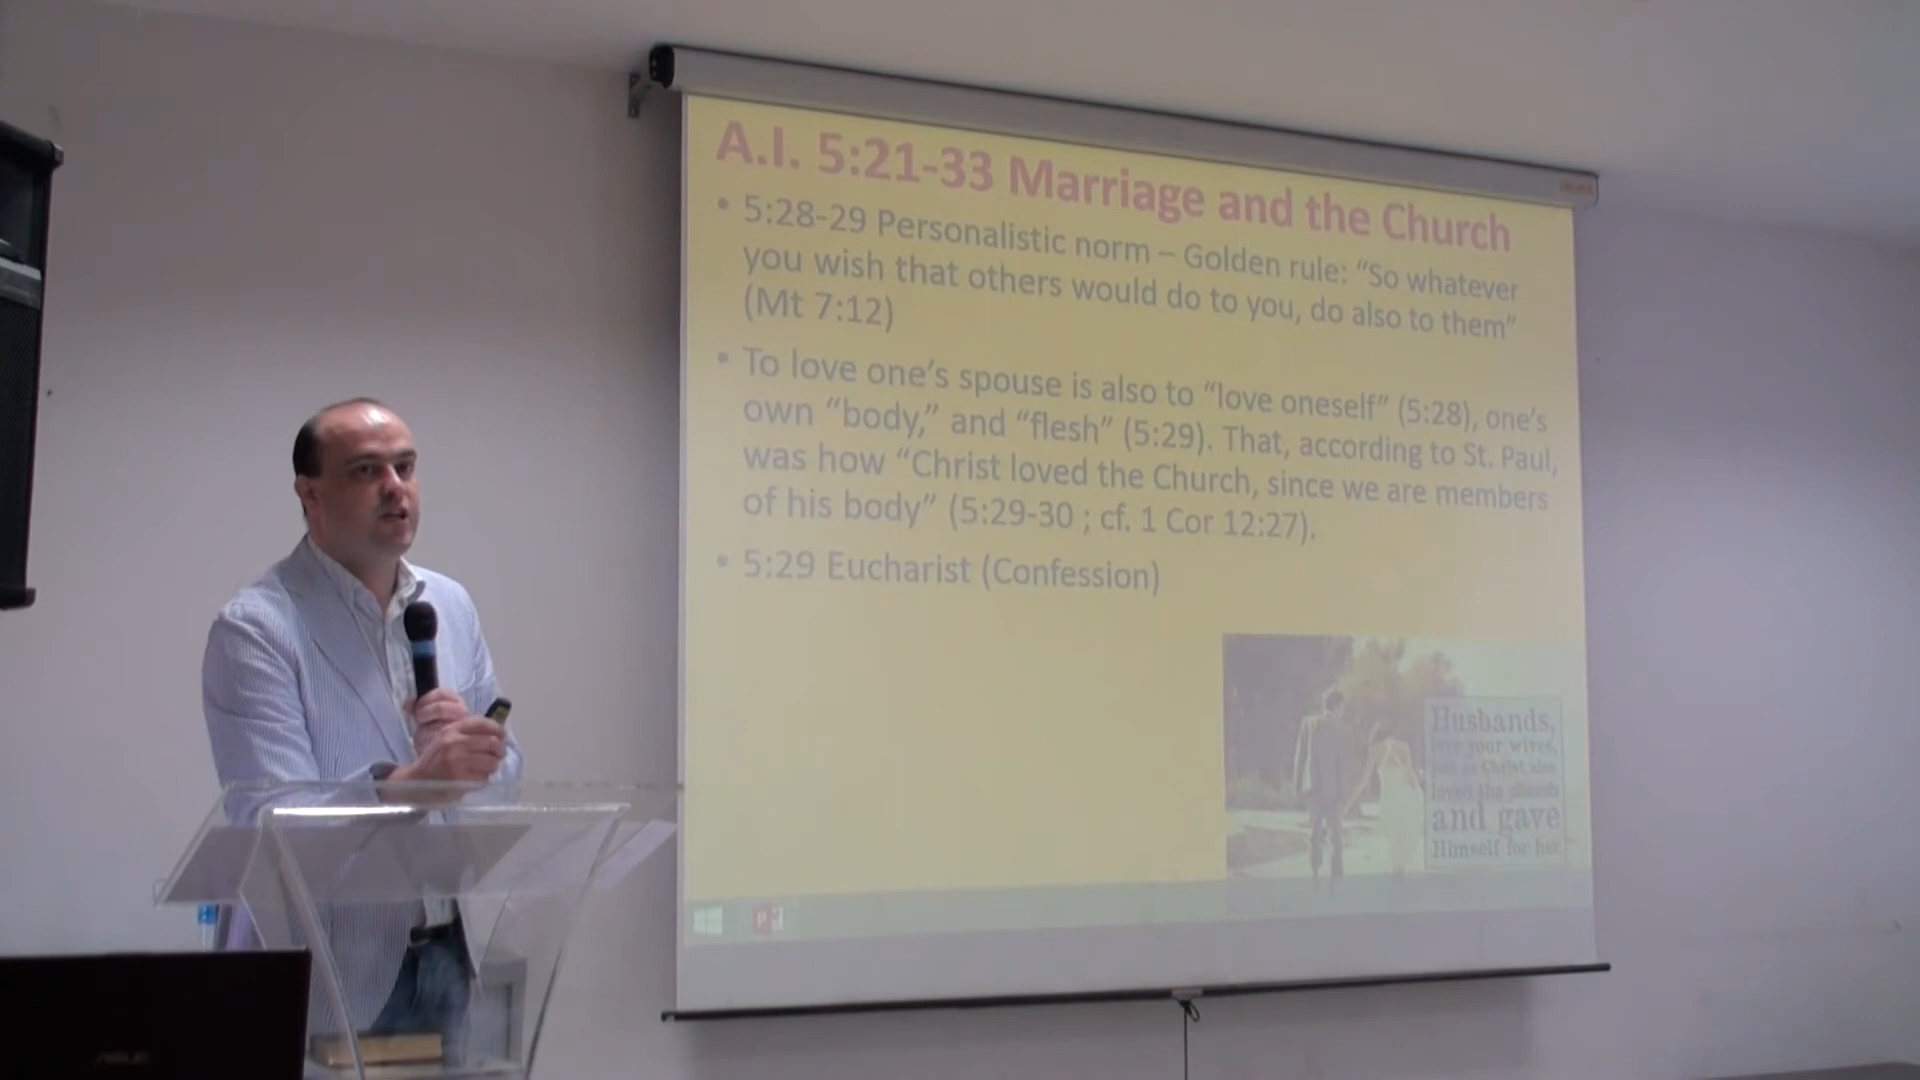 A.I. 5:21-33 Marriage and the Church
• 5:28-29 Personalistic norm – Golden rule: “So whatever
you wish that others would do to you, do also to them”
(Mt 7:12)
• To love one’s spouse is also to “love oneself” (5:28), one’s
own “body,” and “flesh” (5:29). That, according to St. Paul,
was how “Christ loved the Church, since we are members
of his body” (5:29-30 ; cf. 1 Cor 12:27).
• 5:29 Eucharist (Confession)
Husbands,
love your wives,
just as Christ also
loved the church
and gave
Himself for her
P
ASUS